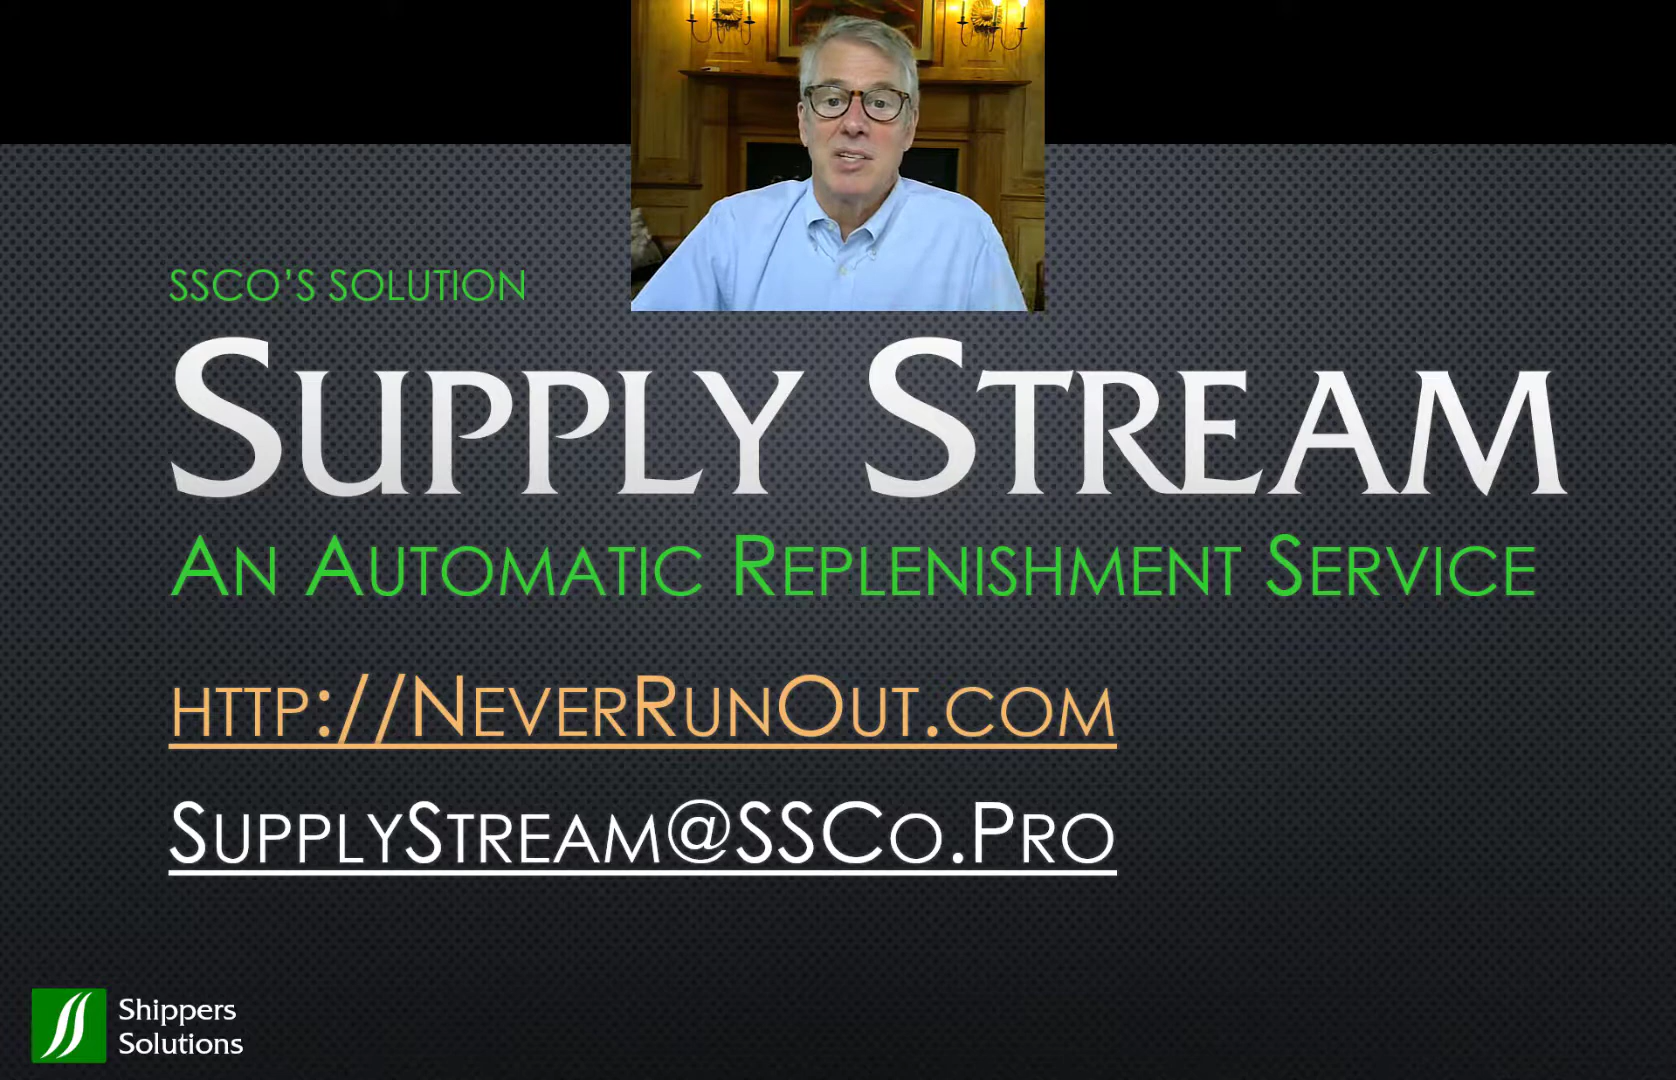 SSCO'S SOLUTION
SUPPLY STREAM
AN AUTOMATIC REPLENISHMENT SERVICE
HTTP://NEVERRUNOUT.COM
SUPPLYSTREAM@SSCO.PRO
Shippers
Solutions